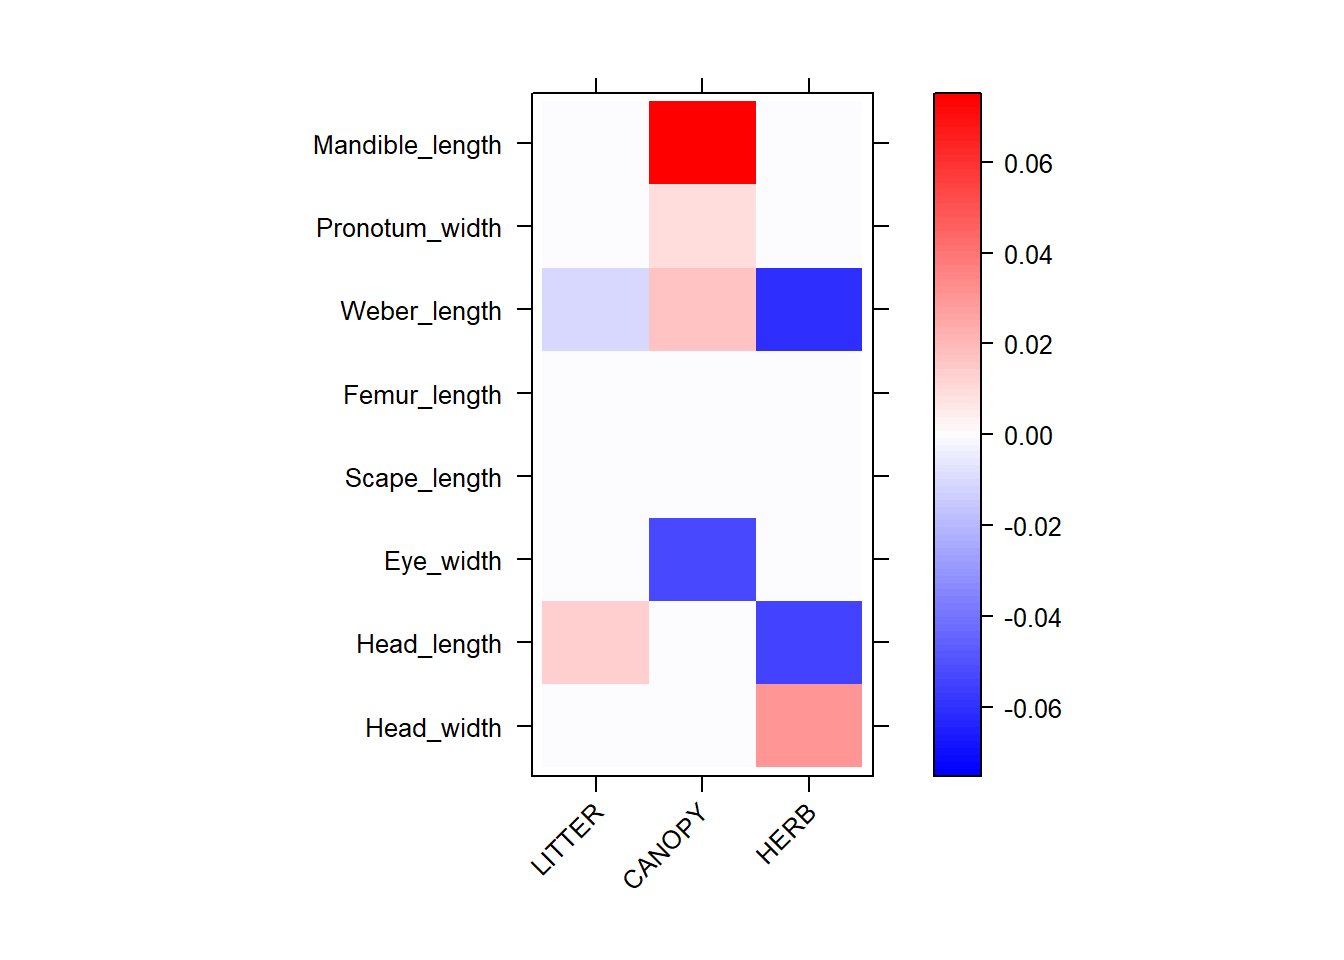 Mandible_length
Pronotum_width
Weber_length
Femur_length
Scape_length
Eye_width
Head_length
Head_width
LITTER
CANOPY
HERB
0.06
0.04
0.02
0.00
-0.02
-0.04
-0.06